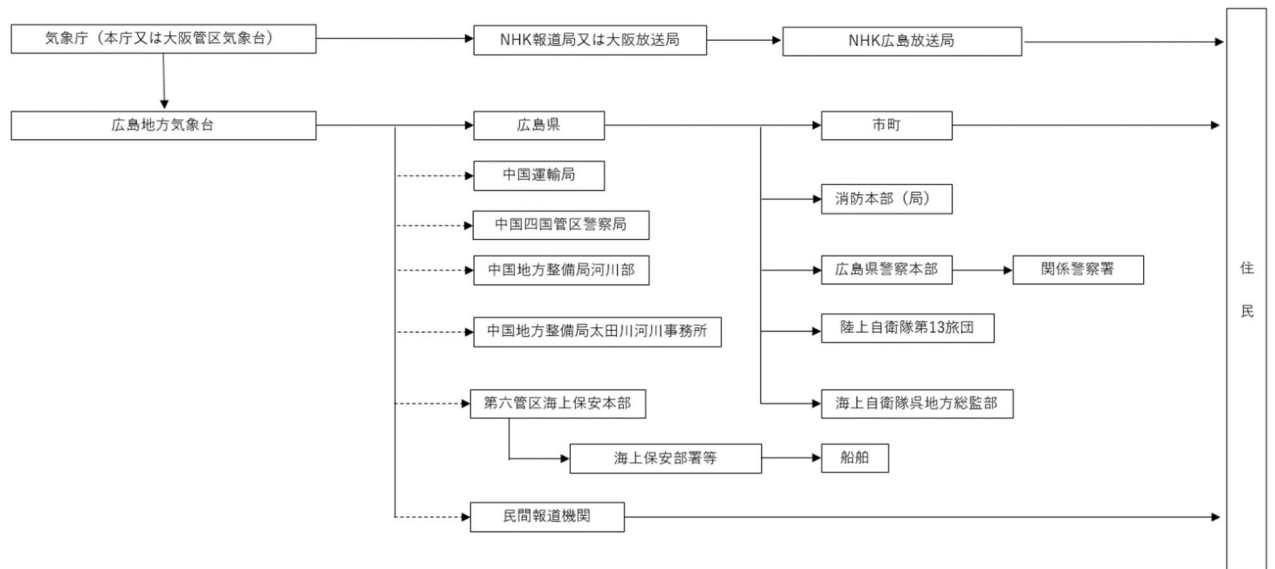 気象庁（本庁又は大阪管区気象台）
NHK報道局又は大阪放送局
NHK広島放送局
広島地方気象台
広島県
市町
中国運輸局
消防本部（局）
中国四国管区警察局
中国地方整備局河川部
広島県警察本部
関係警察署
住民
中国地方整備局太田川河川事務所
陸上自衛隊第13旅団
第六管区海上保安本部
海上自衛隊呉地方総監部
海上保安部署等
船舶
民間報道機関